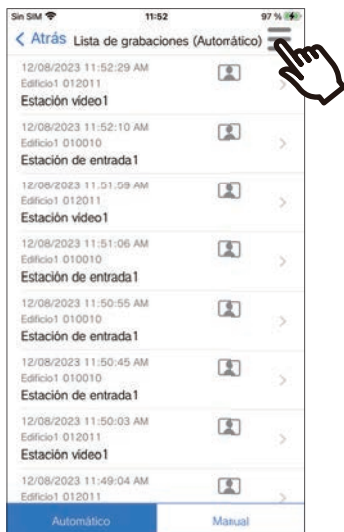 Sin SIM 11:52 97 %
Atrás Lista de grabaciones (Automático)
12/08/2023 11:52:29 AM
Edificio1 012011
Estación vídeo1
12/08/2023 11:52:10 AM
Edificio1 010010
Estación de entrada1
12/08/2023 11:51:59 AM
Edificio1 012011
Estación vídeo1
12/08/2023 11:51:06 AM
Edificio1 010010
Estación de entrada1
12/08/2023 11:50:55 AM
Edificio1 010010
Estación de entrada1
12/08/2023 11:50:45 AM
Edificio1 010010
Estación de entrada1
12/08/2023 11:50:03 AM
Edificio1 012011
Estación vídeo1
12/08/2023 11:49:04 AM
Edificio1 012011
Automático Manual